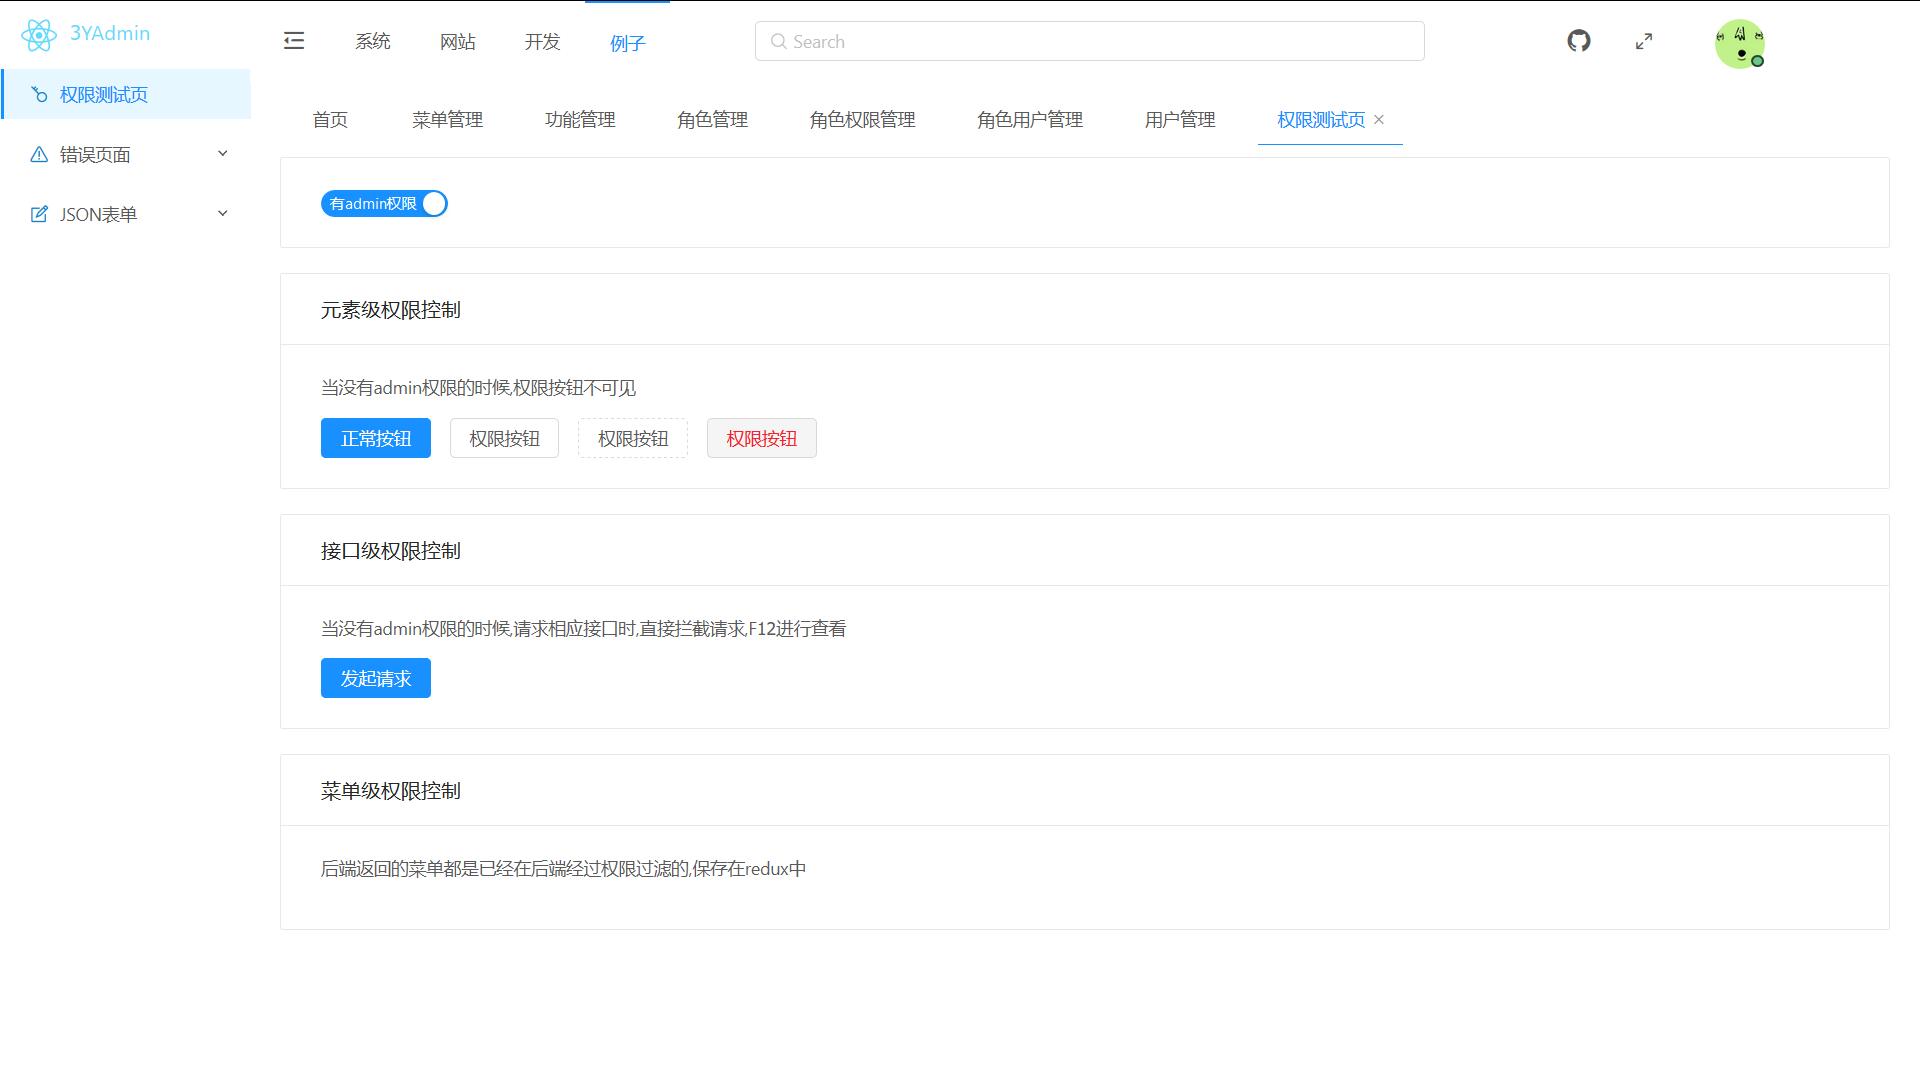 3YAdmin
系统
网站
开发
例子
Search
权限测试页
错误页面
JSON表单
首页
菜单管理
功能管理
角色管理
角色权限管理
角色用户管理
用户管理
权限测试页
有admin权限
元素级权限控制
当没有admin权限的时候,权限按钮不可见
正常按钮
权限按钮
权限按钮
权限按钮
接口级权限控制
当没有admin权限的时候,请求相应接口时,直接拦截请求,F12进行查看
发起请求
菜单级权限控制
后端返回的菜单都是已经在后端经过权限过滤的,保存在redux中